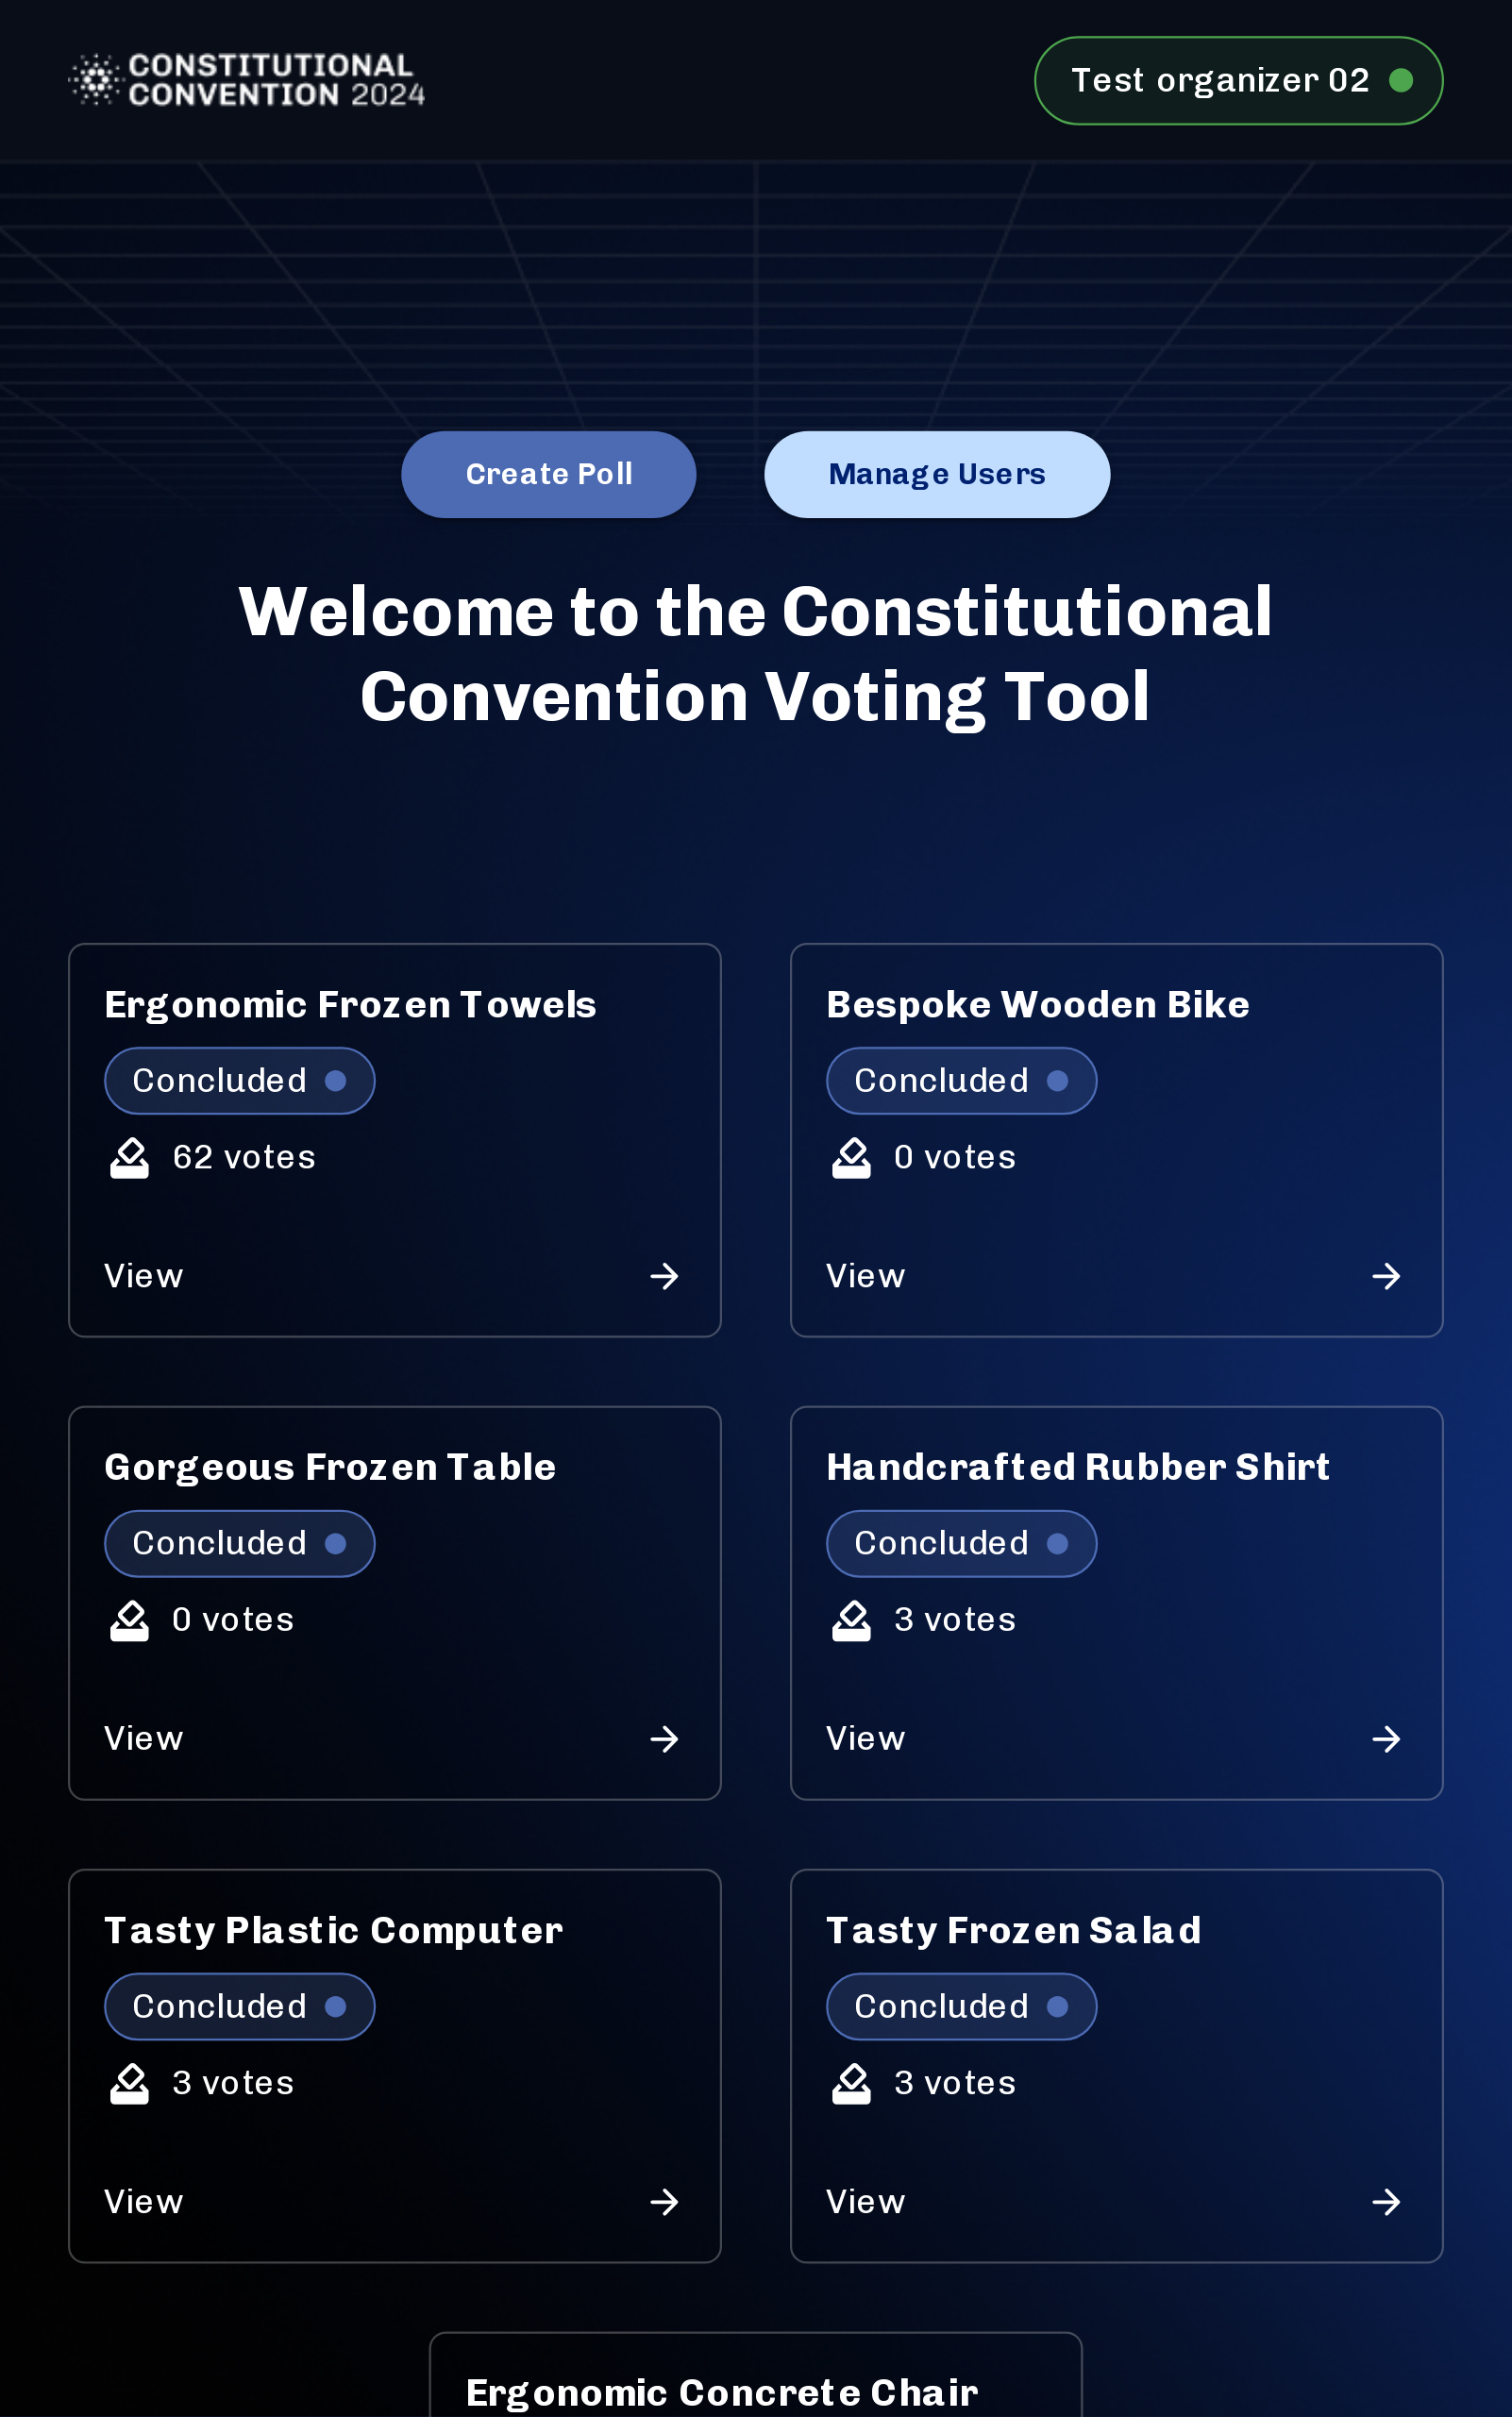 CONSTITUTIONAL
CONVENTION 2024
Test organizer 02
Create Poll
Manage Users
Welcome to the Constitutional
Convention Voting Tool
Ergonomic Frozen Towels
Concluded
62 votes
View
Bespoke Wooden Bike
Concluded
0 votes
View
Gorgeous Frozen Table
Concluded
0 votes
View
Handcrafted Rubber Shirt
Concluded
3 votes
View
Tasty Plastic Computer
Concluded
3 votes
View
Tasty Frozen Salad
Concluded
3 votes
View
Ergonomic Concrete Chair